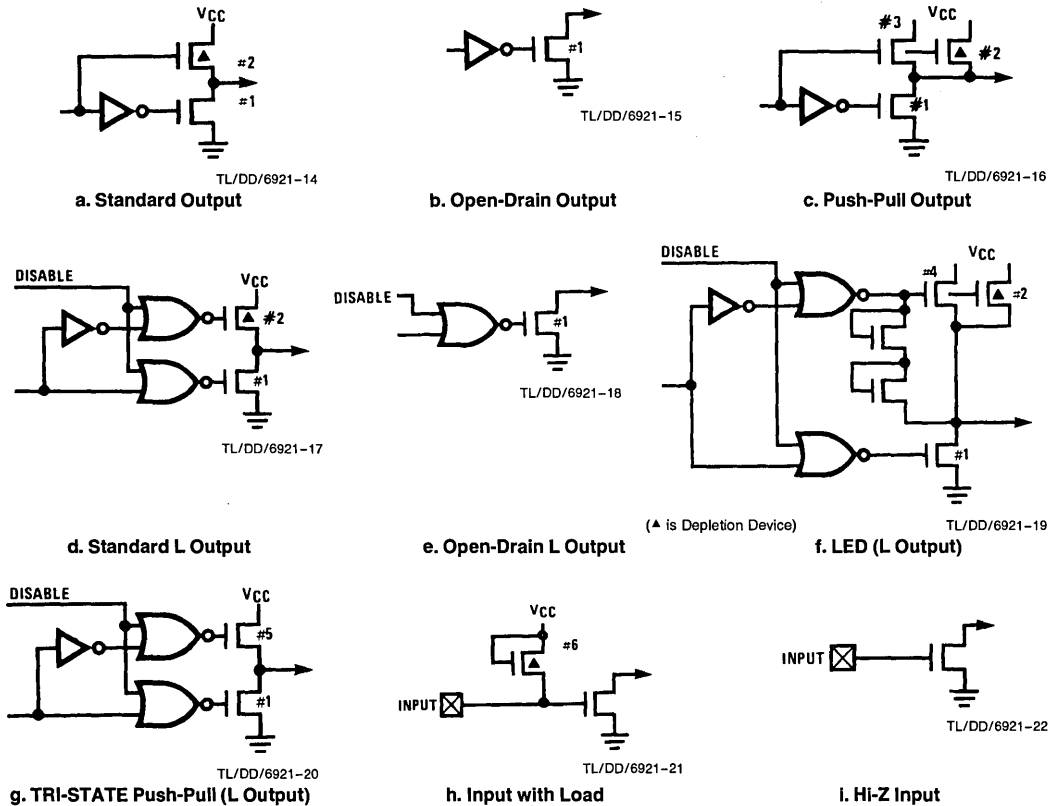 VCC
#2
#1
TL/DD/6921–14
a. Standard Output
#1
TL/DD/6921–15
b. Open-Drain Output
#3
VCC
#2
#1
TL/DD/6921–16
c. Push-Pull Output
DISABLE
VCC
#2
#1
TL/DD/6921–17
d. Standard L Output
DISABLE
#1
TL/DD/6921–18
e. Open-Drain L Output
DISABLE
VCC
#4
#2
#1
(▲ is Depletion Device)
TL/DD/6921–19
f. LED (L Output)
DISABLE
VCC
#5
#1
TL/DD/6921–20
g. TRI-STATE Push-Pull (L Output)
VCC
#6
INPUT
TL/DD/6921–21
h. Input with Load
INPUT
TL/DD/6921–22
i. Hi-Z Input